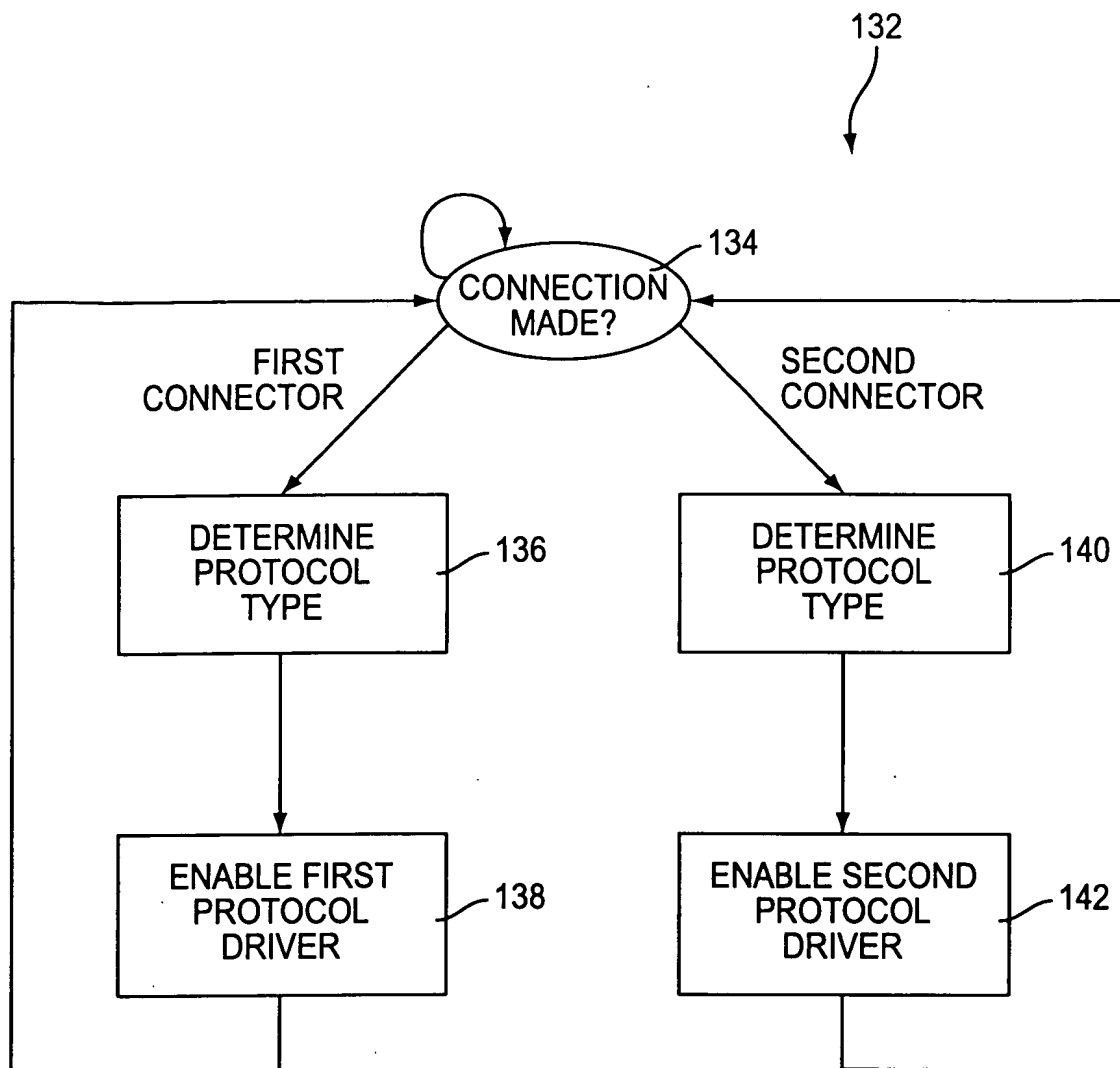 132
134
CONNECTION
MADE?
FIRST
CONNECTOR
SECOND
CONNECTOR
DETERMINE
PROTOCOL
TYPE
136
DETERMINE
PROTOCOL
TYPE
140
ENABLE FIRST
PROTOCOL
DRIVER
138
ENABLE SECOND
PROTOCOL
DRIVER
142